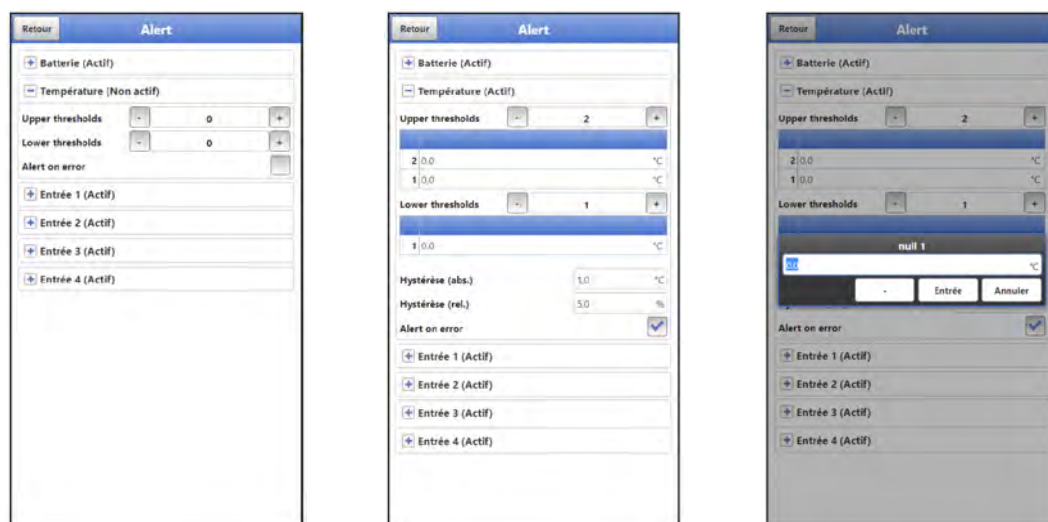 Retour Alert
+ Batterie (Actif)
− Température (Non actif)
Upper thresholds - 0 +
Lower thresholds - 0 +
Alert on error
+ Entrée 1 (Actif)
+ Entrée 2 (Actif)
+ Entrée 3 (Actif)
+ Entrée 4 (Actif)
Retour Alert
+ Batterie (Actif)
− Température (Actif)
Upper thresholds - 2 +
2 0.0 °C
1 0.0 °C
Lower thresholds - 1 +
1 0.0 °C
Hystérèse (abs.) 1.0 °C
Hystérèse (rel.) 5.0 %
Alert on error
+ Entrée 1 (Actif)
+ Entrée 2 (Actif)
+ Entrée 3 (Actif)
+ Entrée 4 (Actif)
Retour Alert
+ Batterie (Actif)
− Température (Actif)
Upper thresholds - 2 +
2 0.0 °C
1 0.0 °C
Lower thresholds - 1 +
null 1
0.0 °C
- Entrée Annuler
Alert on error
+ Entrée 1 (Actif)
+ Entrée 2 (Actif)
+ Entrée 3 (Actif)
+ Entrée 4 (Actif)